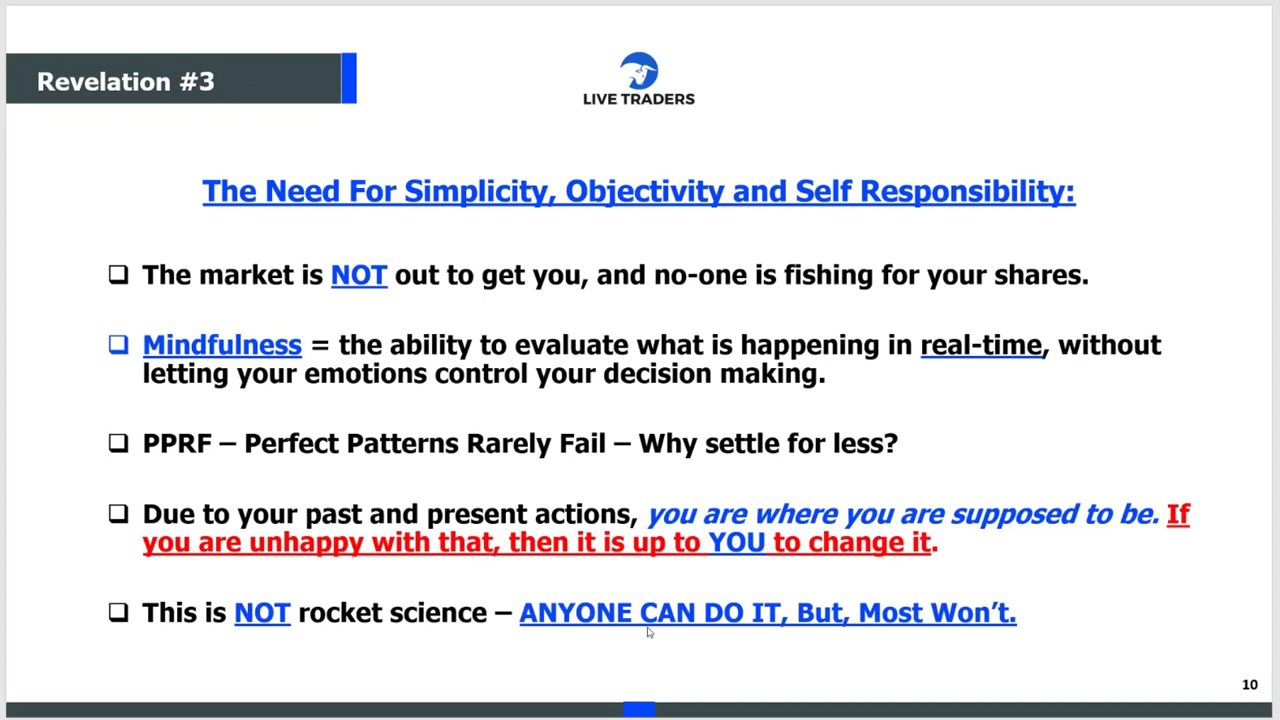 Revelation #3
LIVE TRADERS
The Need For Simplicity, Objectivity and Self Responsibility:
The market is NOT out to get you, and no-one is fishing for your shares.
Mindfulness = the ability to evaluate what is happening in real-time, without
letting your emotions control your decision making.
PPRF – Perfect Patterns Rarely Fail – Why settle for less?
Due to your past and present actions, you are where you are supposed to be. If
you are unhappy with that, then it is up to YOU to change it.
This is NOT rocket science – ANYONE CAN DO IT, But, Most Won’t.
10